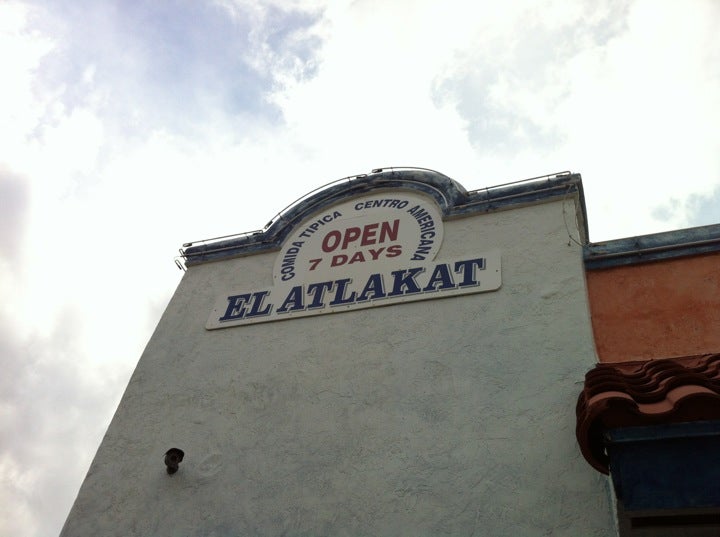 COMIDA TIPICA CENTRO AMERICANA
OPEN
7 DAYS
EL ATLAKAT